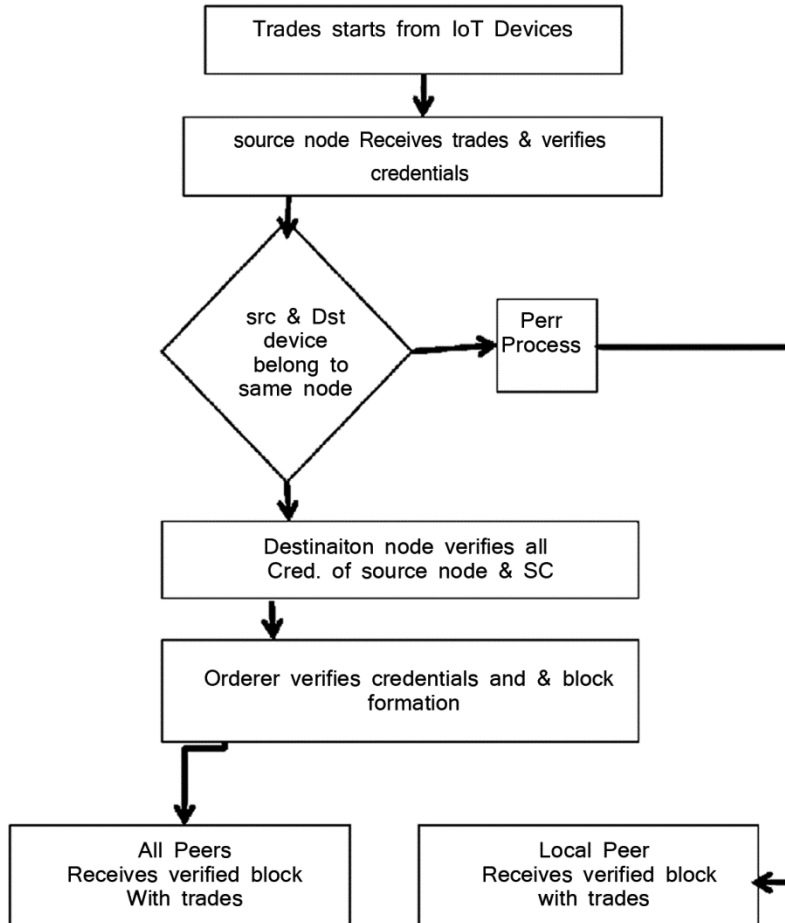 Trades starts from IoT Devices
source node Receives trades & verifies
credentials
src & Dst
device
belong to
same node
Perr
Process
Destinaiton node verifies all
Cred. of source node & SC
Orderer verifies credentials and & block
formation
All Peers
Receives verified block
With trades
Local Peer
Receives verified block
with trades